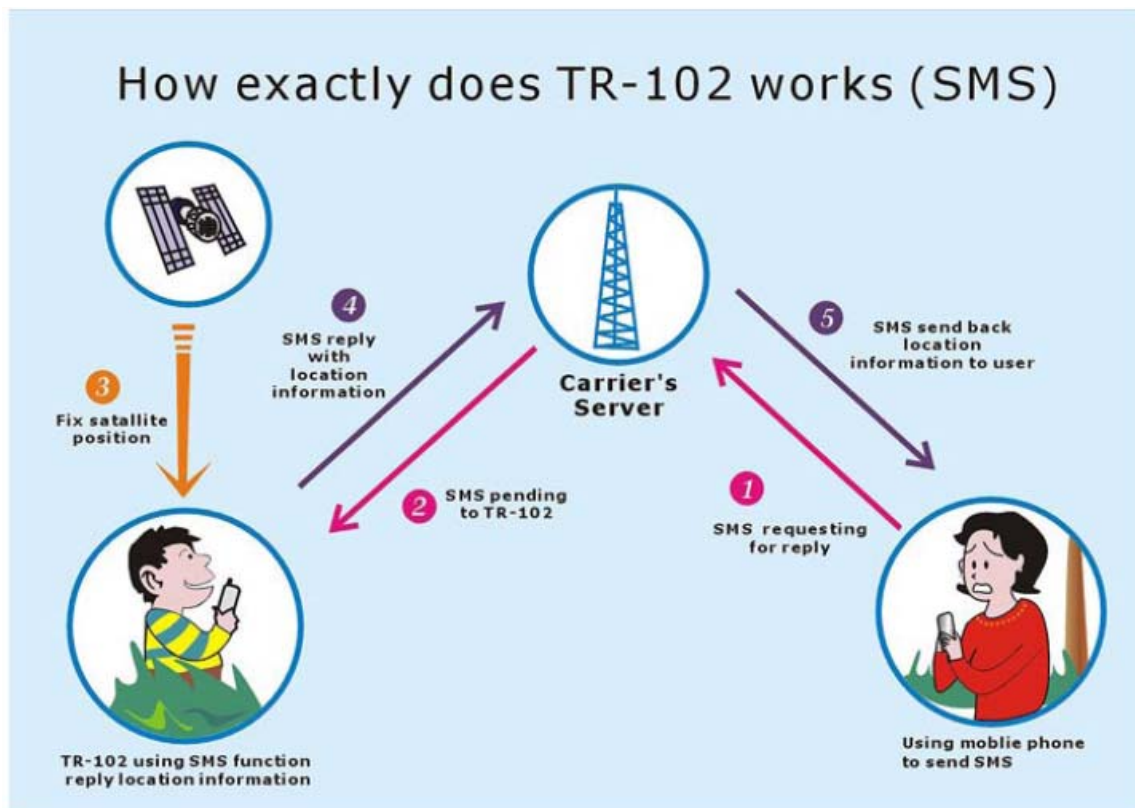 How exactly does TR-102 works (SMS)
4
SMS reply
with
location
information
5
SMS send back
location
information to user
3
Fix satallite
position
Carrier's
Server
2
SMS pending
to TR-102
1
SMS requesting
for reply
TR-102 using SMS function
reply location information
Using moblie phone
to send SMS